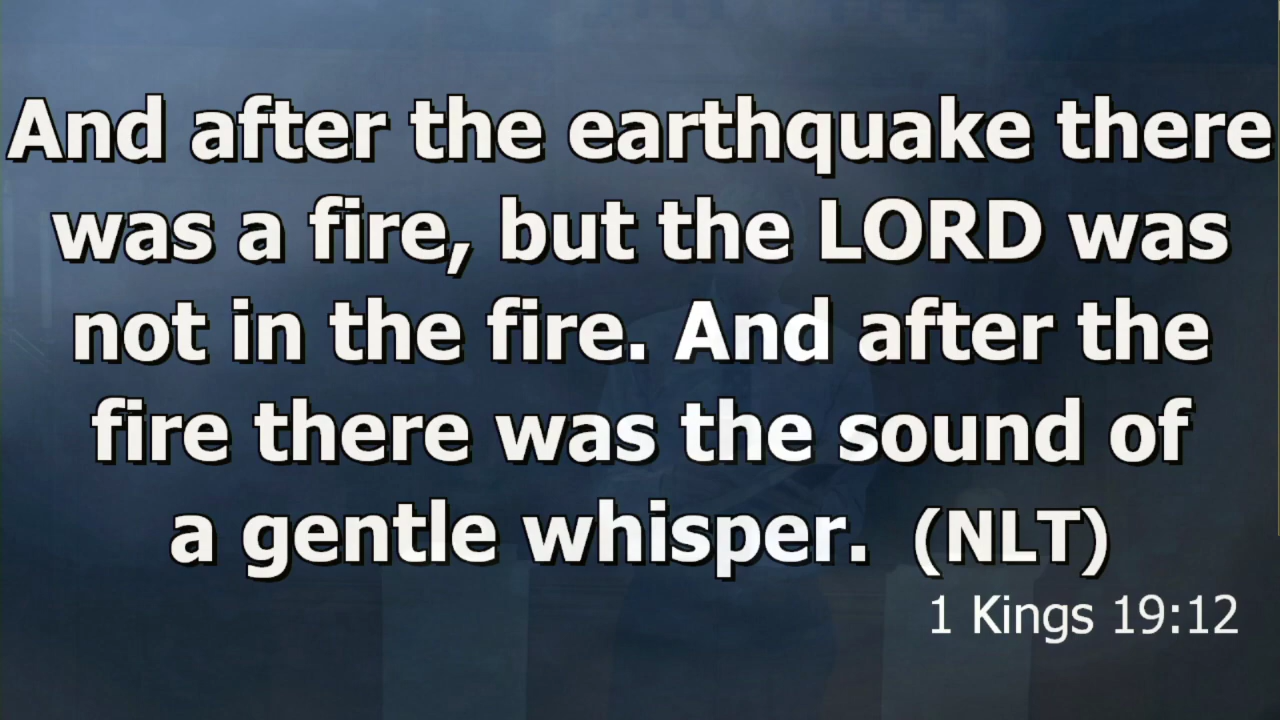 And after the earthquake there
was a fire, but the LORD was
not in the fire. And after the
fire there was the sound of
a gentle whisper. (NLT)
1 Kings 19:12